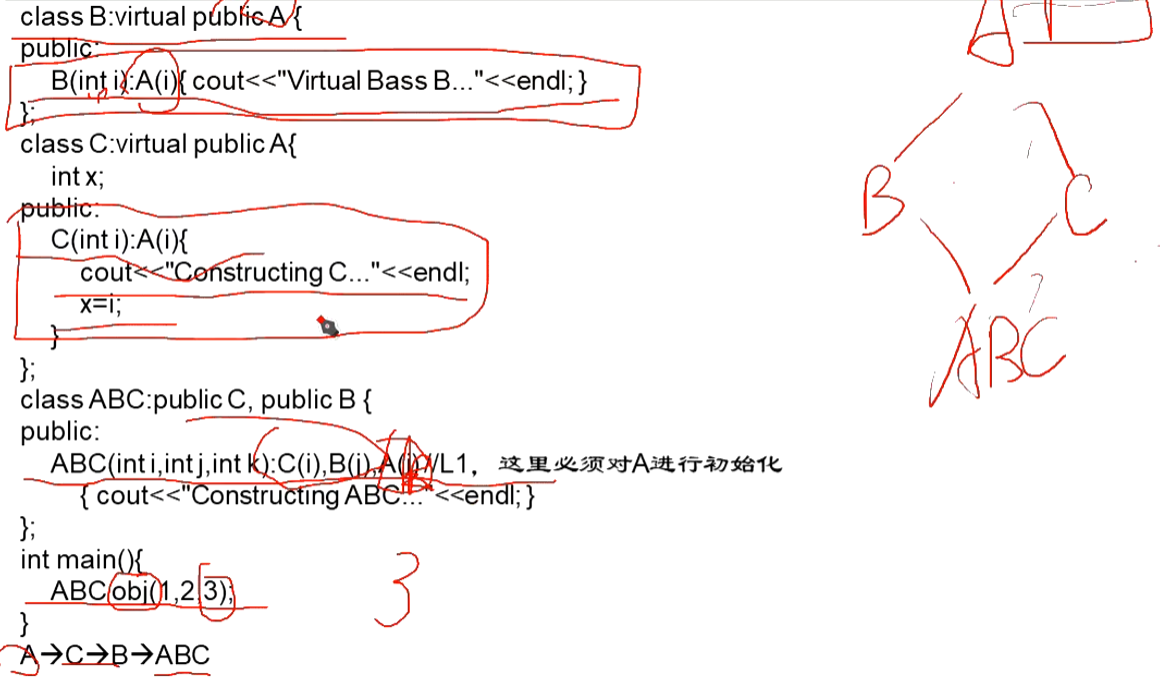 class B:virtual public A{
public:
B(int i):A(i){ cout<<"Virtual Bass B..."<<endl; }
};
class C:virtual public A{
int x;
public:
C(int i):A(i){
cout<<"Constructing C..."<<endl;
x=i;
}
};
class ABC:public C, public B {
public:
ABC(int i,int j,int k):C(i),B(j),A( )//L1，这里必须对A进行初始化
{ cout<<"Constructing ABC..."<<endl; }
};
int main(){
ABC obj(1,2,3);
}
A→C→B→ABC
A
B
C
ABC
3